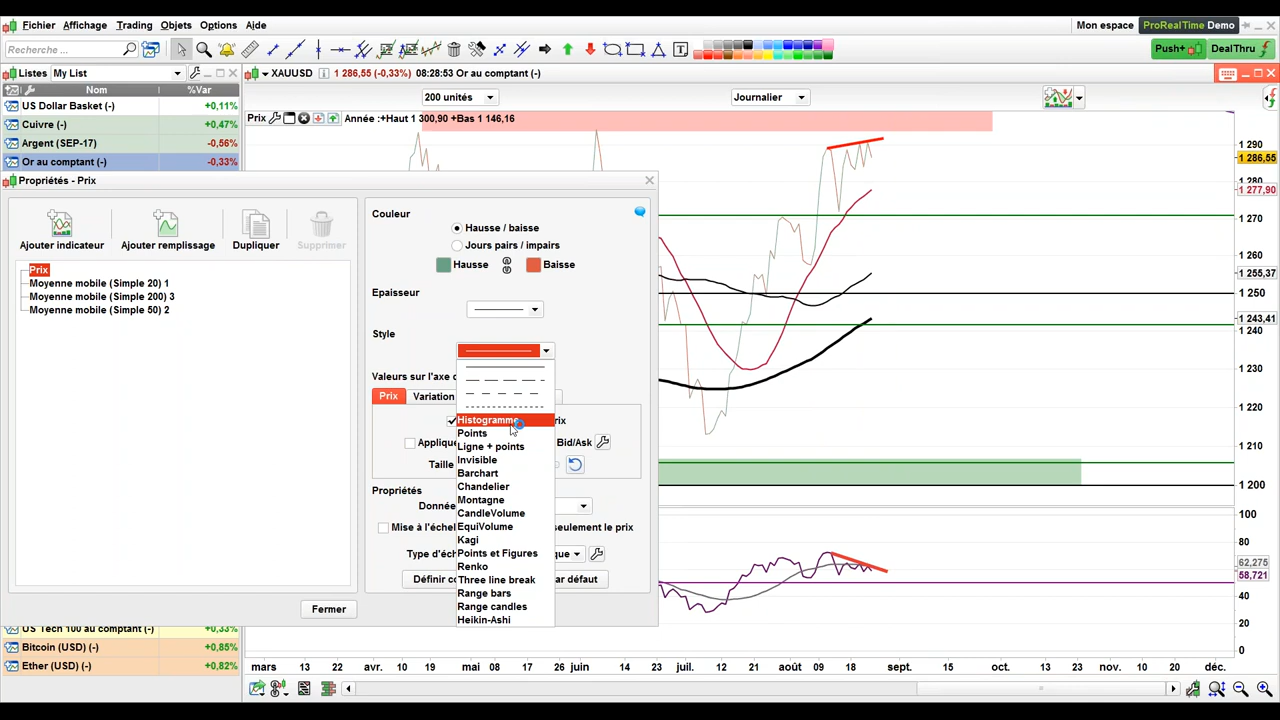 Fichier Affichage Trading Objets Options Aide
Mon espace ProRealTime Demo
Recherche ...
T
Push+ DealThru
Listes My List
XAUUSD 1 286,55 (-0,33%) 08:28:53 Or au comptant (-)
Nom %Var
200 unités Journalier
US Dollar Basket (-) +0,11%
Cuivre (-) +0,47%
Argent (SEP-17) -0,56%
Or au comptant (-) -0,33%
Prix Année :+Haut 1 300,90 +Bas 1 146,16
Propriétés - Prix
Ajouter indicateur Ajouter remplissage Dupliquer Supprimer
Prix
Moyenne mobile (Simple 20) 1
Moyenne mobile (Simple 200) 3
Moyenne mobile (Simple 50) 2
Fermer
Couleur
Hausse / baisse
Jours pairs / impairs
Hausse Baisse
Epaisseur
Style
Valeurs sur l'axe
Prix Variation
Bid/Ask
Taille
Propriétés
seulement le prix
Type d'éch
par défaut
Histogramme
Points
Ligne + points
Invisible
Barchart
Chandelier
Montagne
CandleVolume
EquiVolume
Kagi
Points et Figures
Renko
Three line break
Range bars
Range candles
Heikin-Ashi
US Tech 100 au comptant (-) +0,33%
Bitcoin (USD) (-) +0,85%
Ether (USD) (-) +0,82%
1 290
1 286,55
1 280
1 277,90
1 270
1 260
1 255,37
1 250
1 243,41
1 240
1 230
1 220
1 210
1 200
100
80
62,275
58,721
40
20
0
mars 13 22 avr. 10 19 mai 08 17 juin 14 23 juil. 12 21 août 09 18 sept. 15 oct. 13 23 nov. 10 déc.